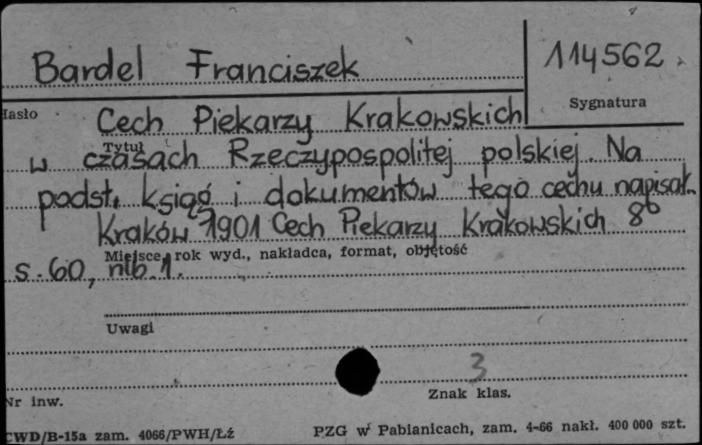 Bardel Franciszek
114562
Hasło
Sygnatura
Cech Piekarzy Krakowskich
Tytuł
w czasach Rzeczypospolitej polskiej. Na
podst. ksiąg i dokumentów tego cechu napisał.
Kraków 1901 Cech Piekarzy Krakowskich 8°
Miejsce, rok wyd., nakładca, format, objętość
s. 60, nlb. 1.
Uwagi
3
Nr inw.
Znak klas.
CWD/B-15a zam. 4066/PWH/Łź
PZG w Pabianicach, zam. 4-66 nakł. 400 000 szt.